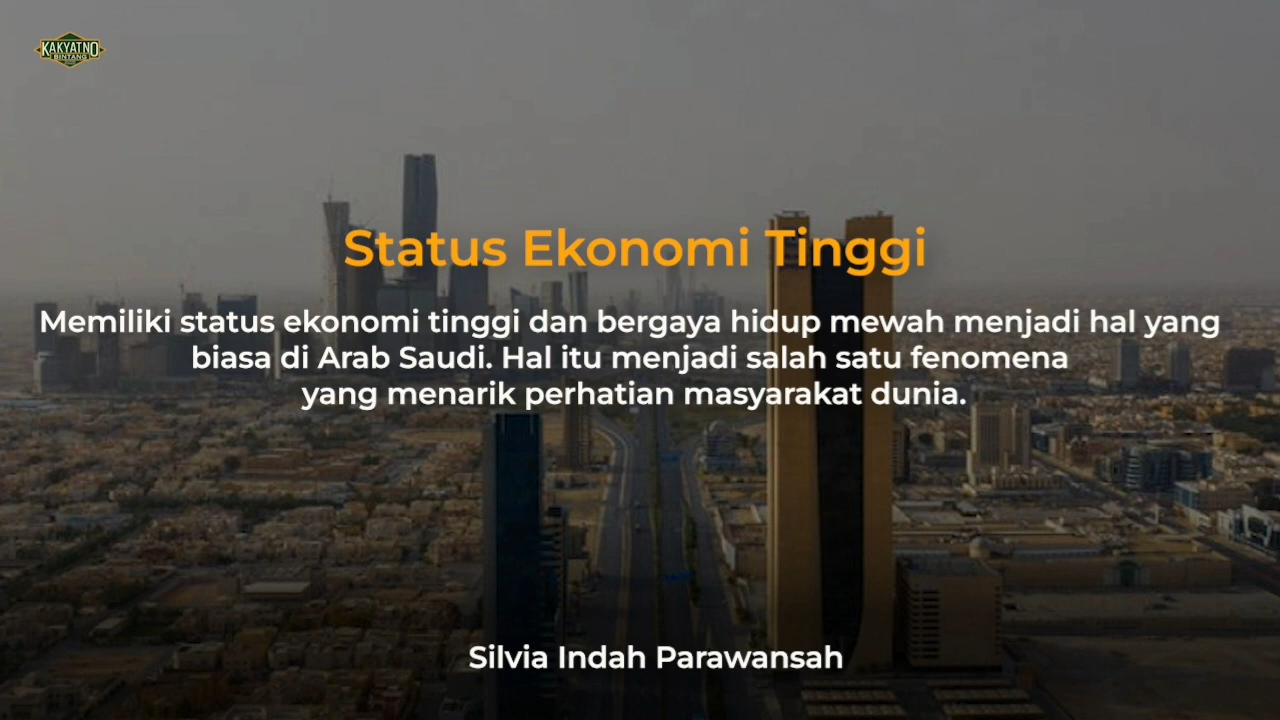 KAKYATNO
BINTANG
Status Ekonomi Tinggi
Memiliki status ekonomi tinggi dan bergaya hidup mewah menjadi hal yang
biasa di Arab Saudi. Hal itu menjadi salah satu fenomena
yang menarik perhatian masyarakat dunia.
Silvia Indah Parawansah